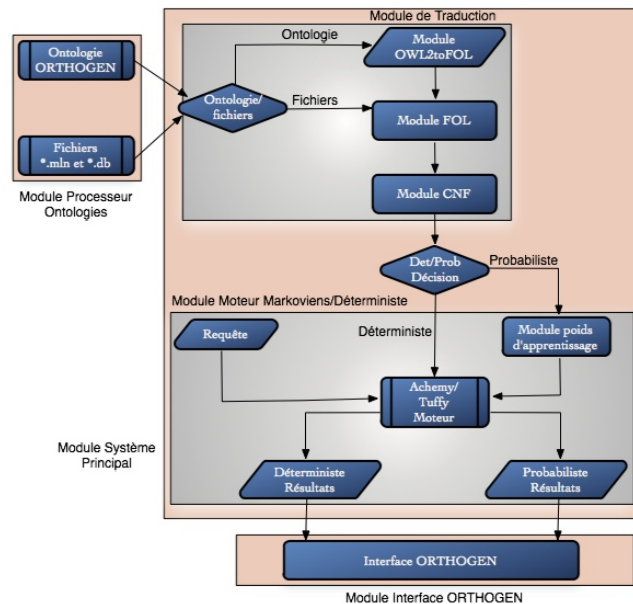 Module de Traduction
Ontologie
ORTHOGEN
Fichiers
*.mln et *.db
Module Processeur
Ontologies
Ontologie/
fichiers
Ontologie
Fichiers
Module
OWL2toFOL
Module FOL
Module CNF
Det/Prob
Décision
Probabiliste
Déterministe
Module Moteur Markoviens/Déterministe
Requête
Module poids
d'apprentissage
Achemy/
Tuffy
Moteur
Module Système
Principal
Déterministe
Résultats
Probabiliste
Résultats
Interface ORTHOGEN
Module Interface ORTHOGEN